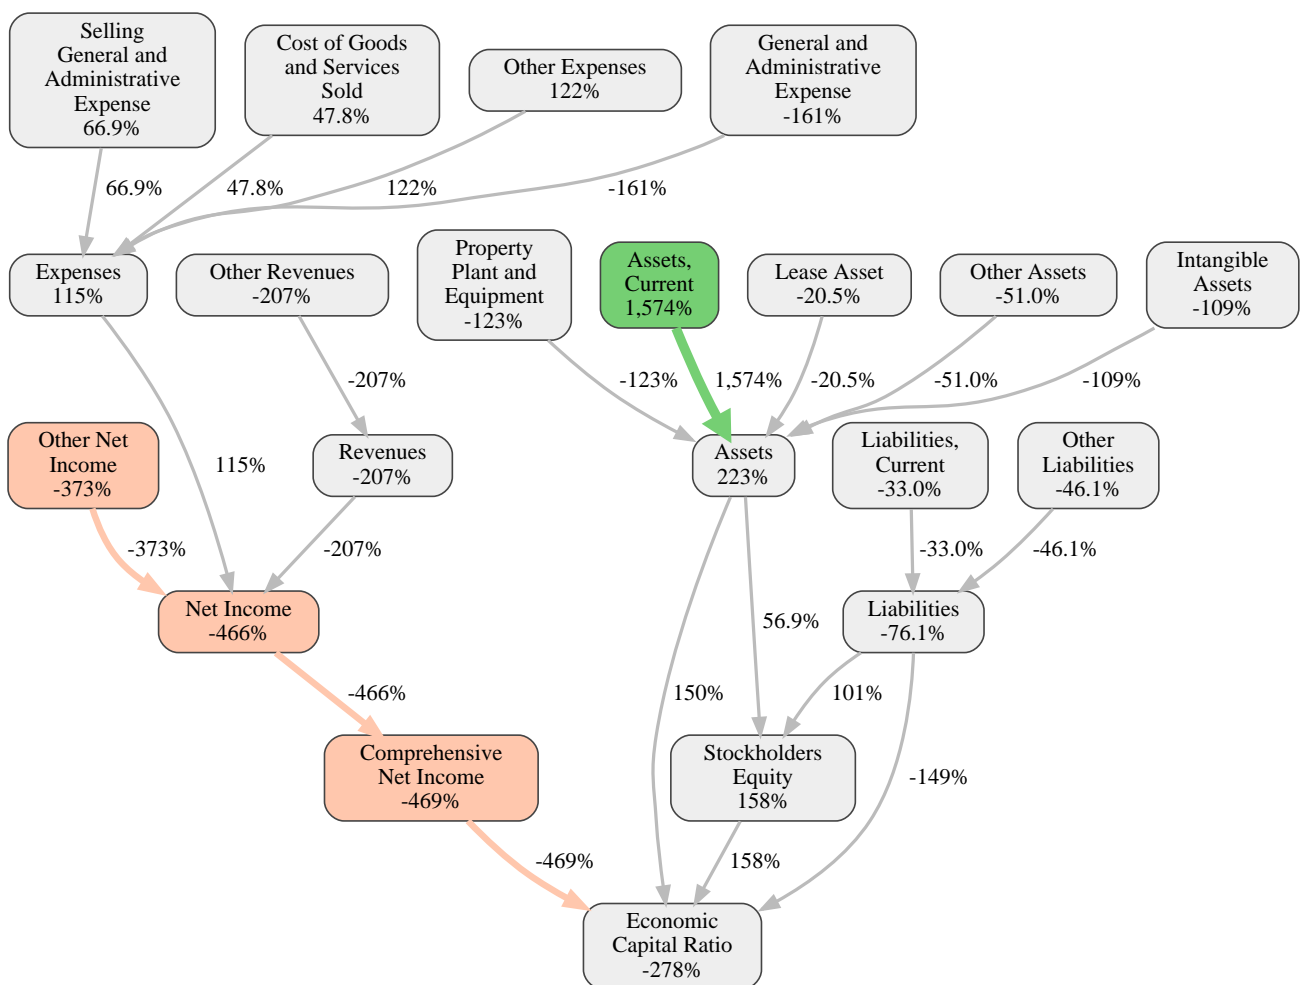 Selling
General and
Administrative
Expense
66.9%
Cost of Goods
and Services
Sold
47.8%
Other Expenses
122%
General and
Administrative
Expense
-161%
66.9%
47.8%
122%
-161%
Expenses
115%
Other Revenues
-207%
Property
Plant and
Equipment
-123%
Assets,
Current
1,574%
Lease Asset
-20.5%
Other Assets
-51.0%
Intangible
Assets
-109%
-207%
-123%
1,574%
-20.5%
-51.0%
-109%
Other Net
Income
-373%
115%
Revenues
-207%
Assets
223%
Liabilities,
Current
-33.0%
Other
Liabilities
-46.1%
-373%
-207%
-33.0%
-46.1%
Net Income
-466%
56.9%
Liabilities
-76.1%
-466%
150%
101%
Comprehensive
Net Income
-469%
Stockholders
Equity
158%
-149%
-469%
158%
Economic
Capital Ratio
-278%